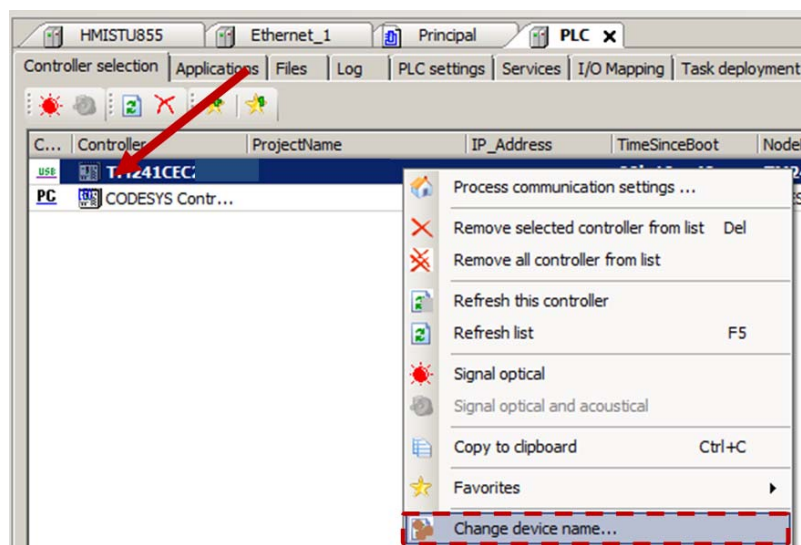 HMISTU855 Ethernet_1 Principal PLC X
Controller selection Applications Files Log PLC settings Services I/O Mapping Task deployment
C... Controller ProjectName IP_Address TimeSinceBoot
USB
PC CODESYS Contr...
Process communication settings ...
Remove selected controller from list Del
Remove all controller from list
Refresh this controller
Refresh list F5
Signal optical
Signal optical and acoustical
Copy to clipboard Ctrl+C
Favorites
Change device name...